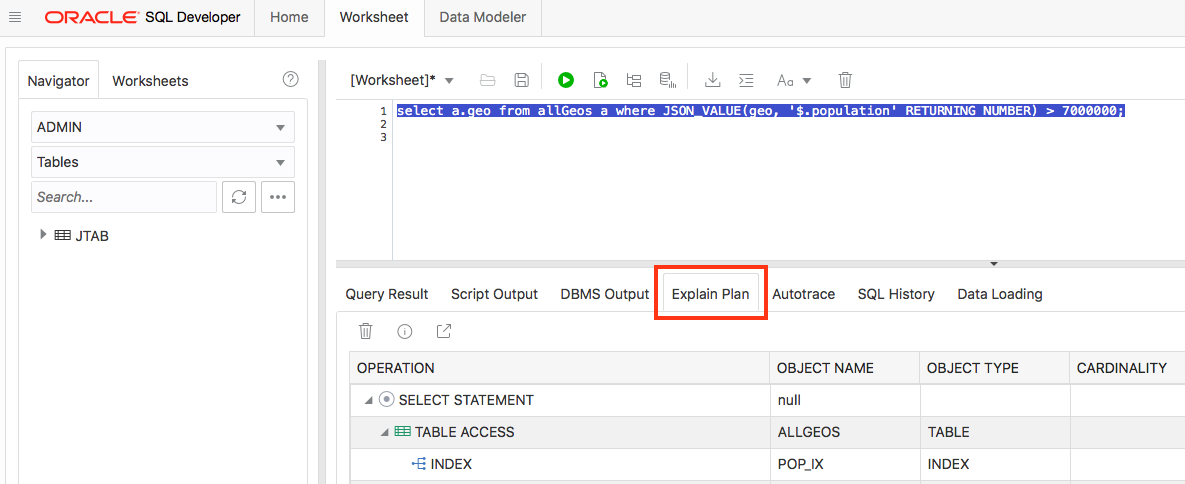 ORACLE SQL Developer Home Worksheet Data Modeler
Navigator Worksheets
ADMIN
Tables
Search...
JTAB
[Worksheet]* Aa
1 select a.geo from allGeos a where JSON_VALUE(geo, '$.population' RETURNING NUMBER) > 7000000;
2
3
Query Result Script Output DBMS Output Explain Plan Autotrace SQL History Data Loading
OPERATION OBJECT NAME OBJECT TYPE CARDINALITY
SELECT STATEMENT null
TABLE ACCESS ALLGEOS TABLE
INDEX POP_IX INDEX